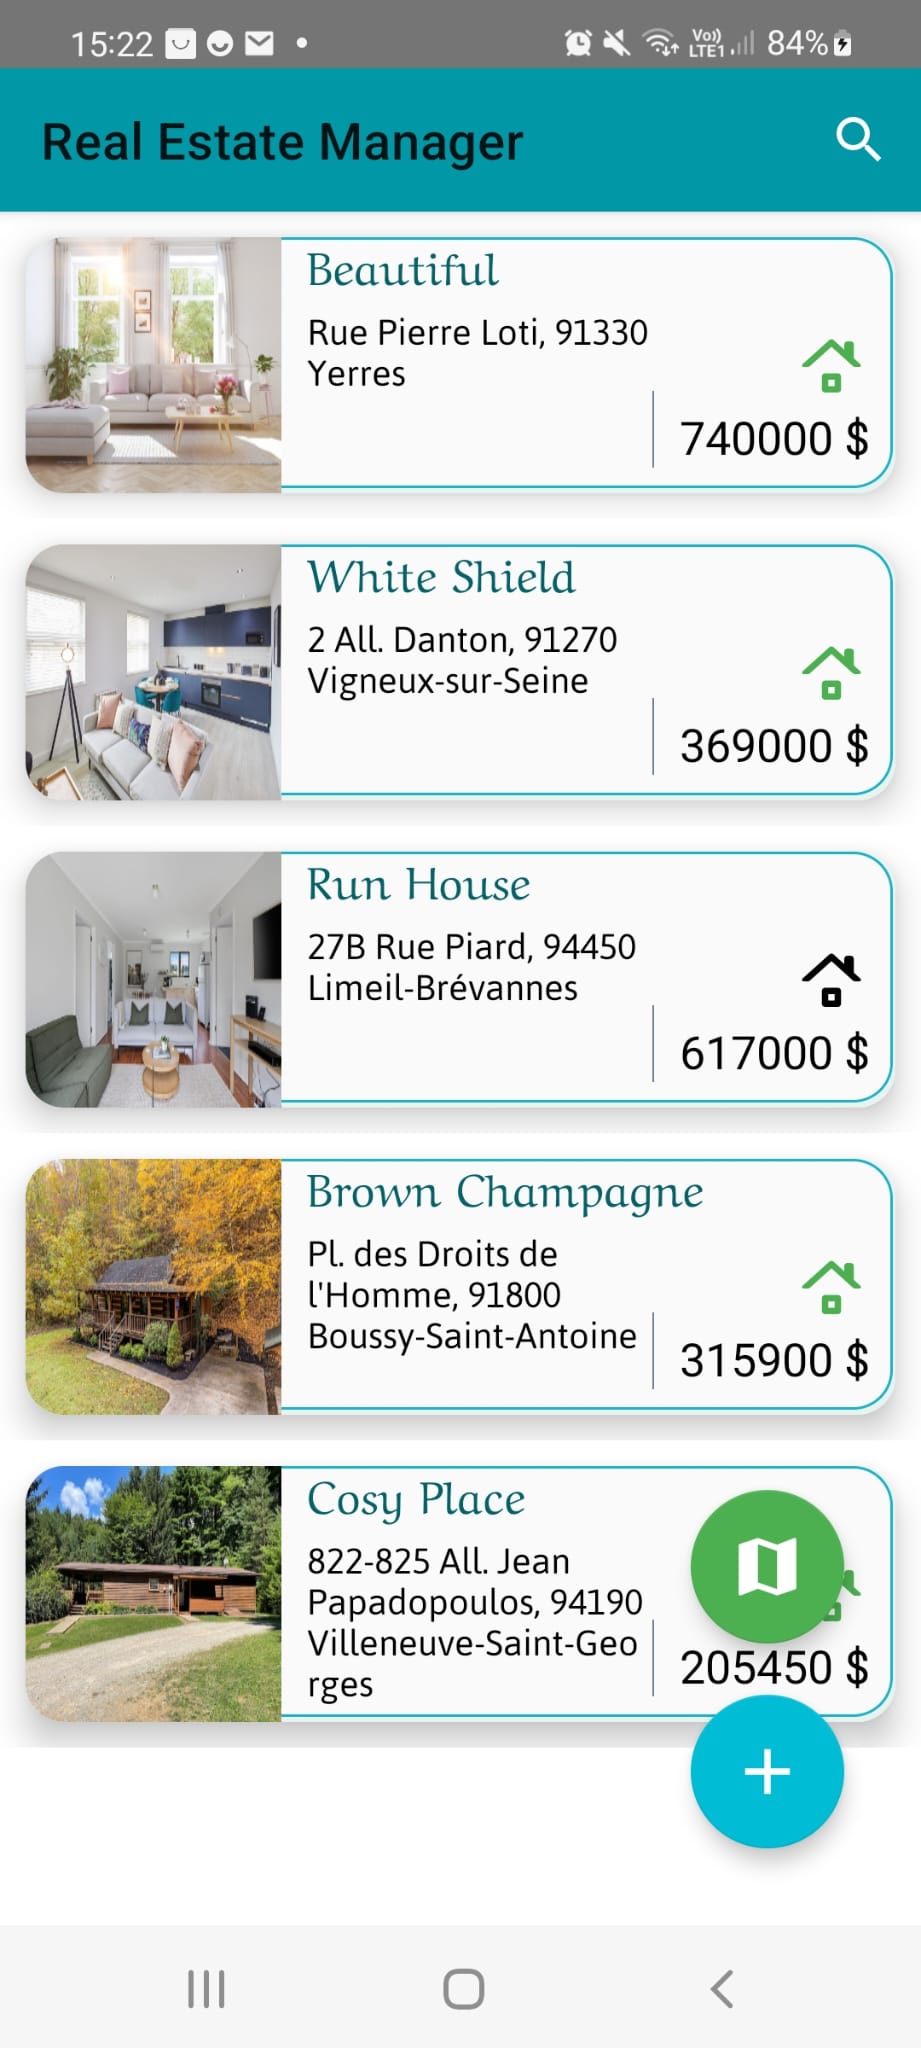 15:22
Vo))
LTE1
84%
Real Estate Manager
Beautiful
Rue Pierre Loti, 91330
Yerres
740000 $
White Shield
2 All. Danton, 91270
Vigneux-sur-Seine
369000 $
Run House
27B Rue Piard, 94450
Limeil-Brévannes
617000 $
Brown Champagne
Pl. des Droits de
l'Homme, 91800
Boussy-Saint-Antoine
315900 $
Cosy Place
822-825 All. Jean
Papadopoulos, 94190
Villeneuve-Saint-Geo
rges
205450 $